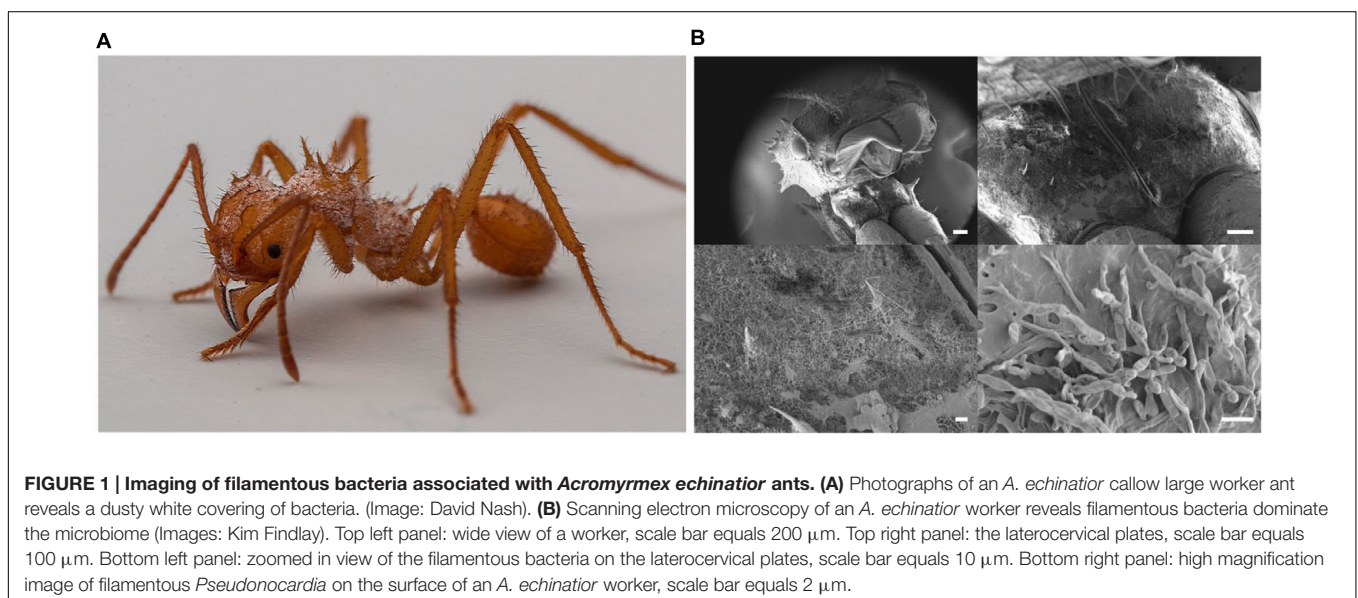 A
B
FIGURE 1 | Imaging of filamentous bacteria associated with Acromyrmex echinatior ants. (A) Photographs of an A. echinatior callow large worker ant
reveals a dusty white covering of bacteria. (Image: David Nash). (B) Scanning electron microscopy of an A. echinatior worker reveals filamentous bacteria dominate
the microbiome (Images: Kim Findlay). Top left panel: wide view of a worker, scale bar equals 200 μm. Top right panel: the laterocervical plates, scale bar equals
100 μm. Bottom left panel: zoomed in view of the filamentous bacteria on the laterocervical plates, scale bar equals 10 μm. Bottom right panel: high magnification
image of filamentous Pseudonocardia on the surface of an A. echinatior worker, scale bar equals 2 μm.